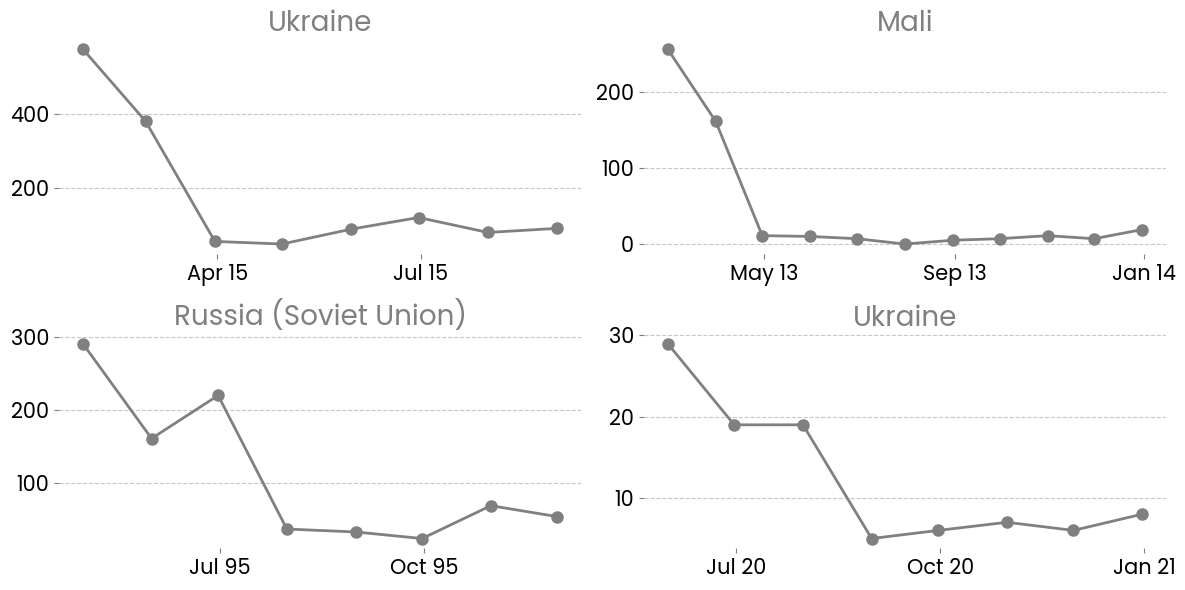 Ukraine
400
200
Apr 15
Jul 15
Mali
200
100
0
May 13
Sep 13
Jan 14
Russia (Soviet Union)
300
200
100
Jul 95
Oct 95
Ukraine
30
20
10
Jul 20
Oct 20
Jan 21